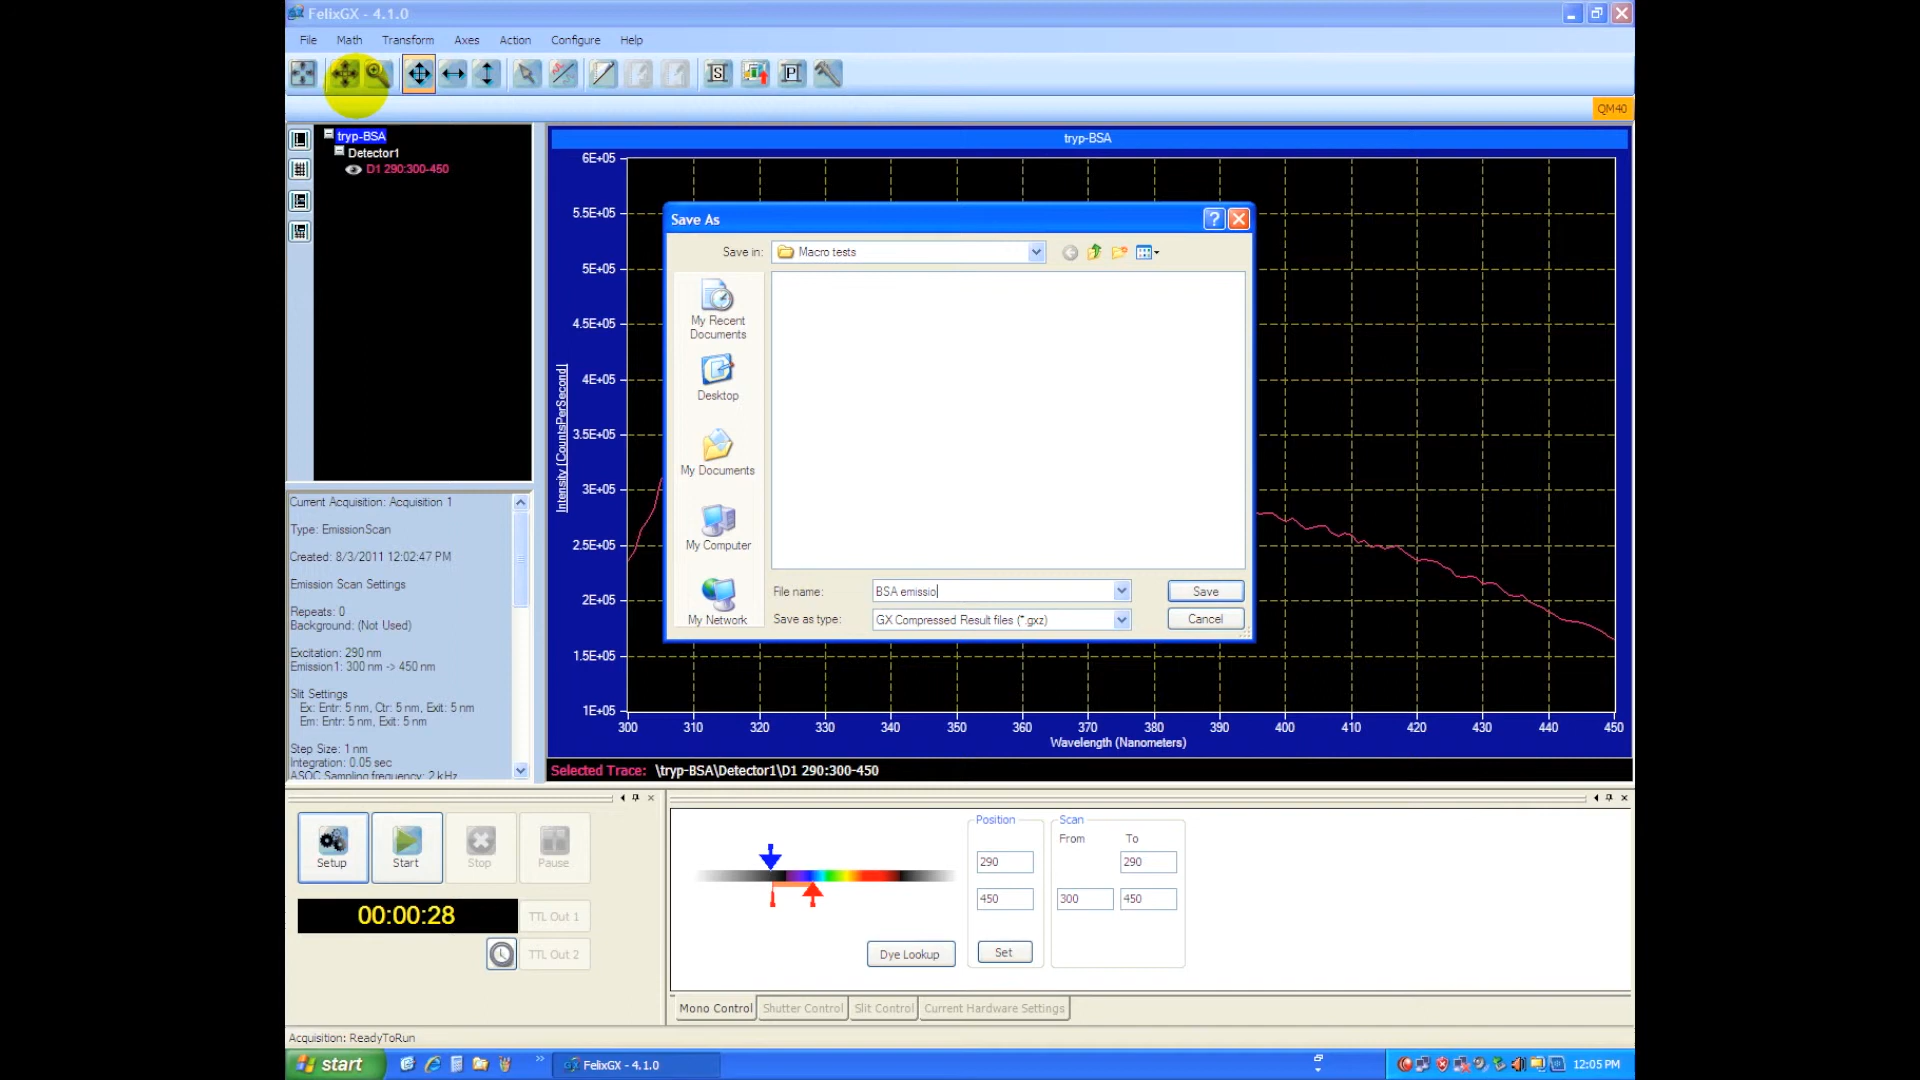 FelixGX - 4.1.0
File Math Transform Axes Action Configure Help
S P
QM40
tryp-BSA
Detector1
D1 290:300-450
tryp-BSA
6E+05
5.5E+05
5E+05
4.5E+05
4E+05
3.5E+05
3E+05
2.5E+05
2E+05
1.5E+05
1E+05
Intensity (CountsPerSecond)
300 310 320 330 340 350 360 370 380 390 400 410 420 430 440 450
Wavelength (Nanometers)
Selected Trace: \tryp-BSA\Detector1\D1 290:300-450
Save As
Save in: Macro tests
My Recent
Documents
Desktop
My Documents
My Computer
My Network
File name: BSA emissio Save
Save as type: GX Compressed Result files (*.gxz) Cancel
Current Acquisition: Acquisition 1
Type: EmissionScan
Created: 8/3/2011 12:02:47 PM
Emission Scan Settings
Repeats: 0
Background: (Not Used)
Excitation: 290 nm
Emission1: 300 nm -> 450 nm
Slit Settings
Ex: Entr: 5 nm, Ctr: 5 nm, Exit: 5 nm
Em: Entr: 5 nm, Exit: 5 nm
Step Size: 1 nm
Integration: 0.05 sec
ASOC Sampling frequency: 2 kHz
Setup Start Stop Pause
00:00:28
TTL Out 1
TTL Out 2
Position Scan
From To
290 290
450 300 450
Dye Lookup Set
Mono Control Shutter Control Slit Control Current Hardware Settings
Acquisition: ReadyToRun
start FelixGX - 4.1.0 12:05 PM